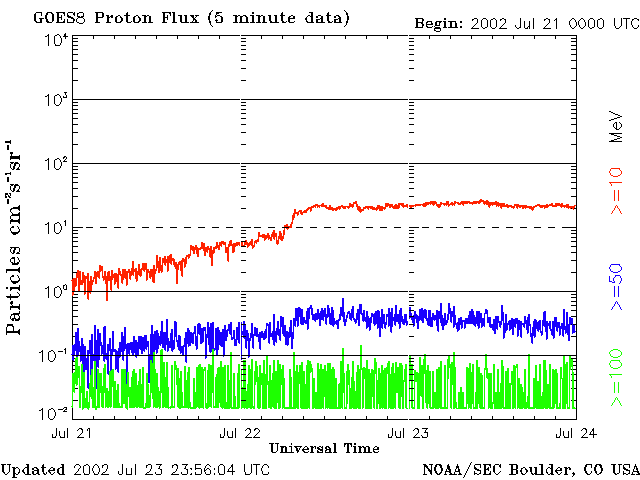 GOES8 Proton Flux (5 minute data)
Begin: 2002 Jul 21 0000 UTC
Particles cm⁻²s⁻¹sr⁻¹
10⁴
10³
10²
10¹
10⁰
10⁻¹
10⁻²
MeV
>=10
>=50
>=100
Jul 21
Jul 22
Jul 23
Jul 24
Universal Time
Updated 2002 Jul 23 23:56:04 UTC
NOAA/SEC Boulder, CO USA